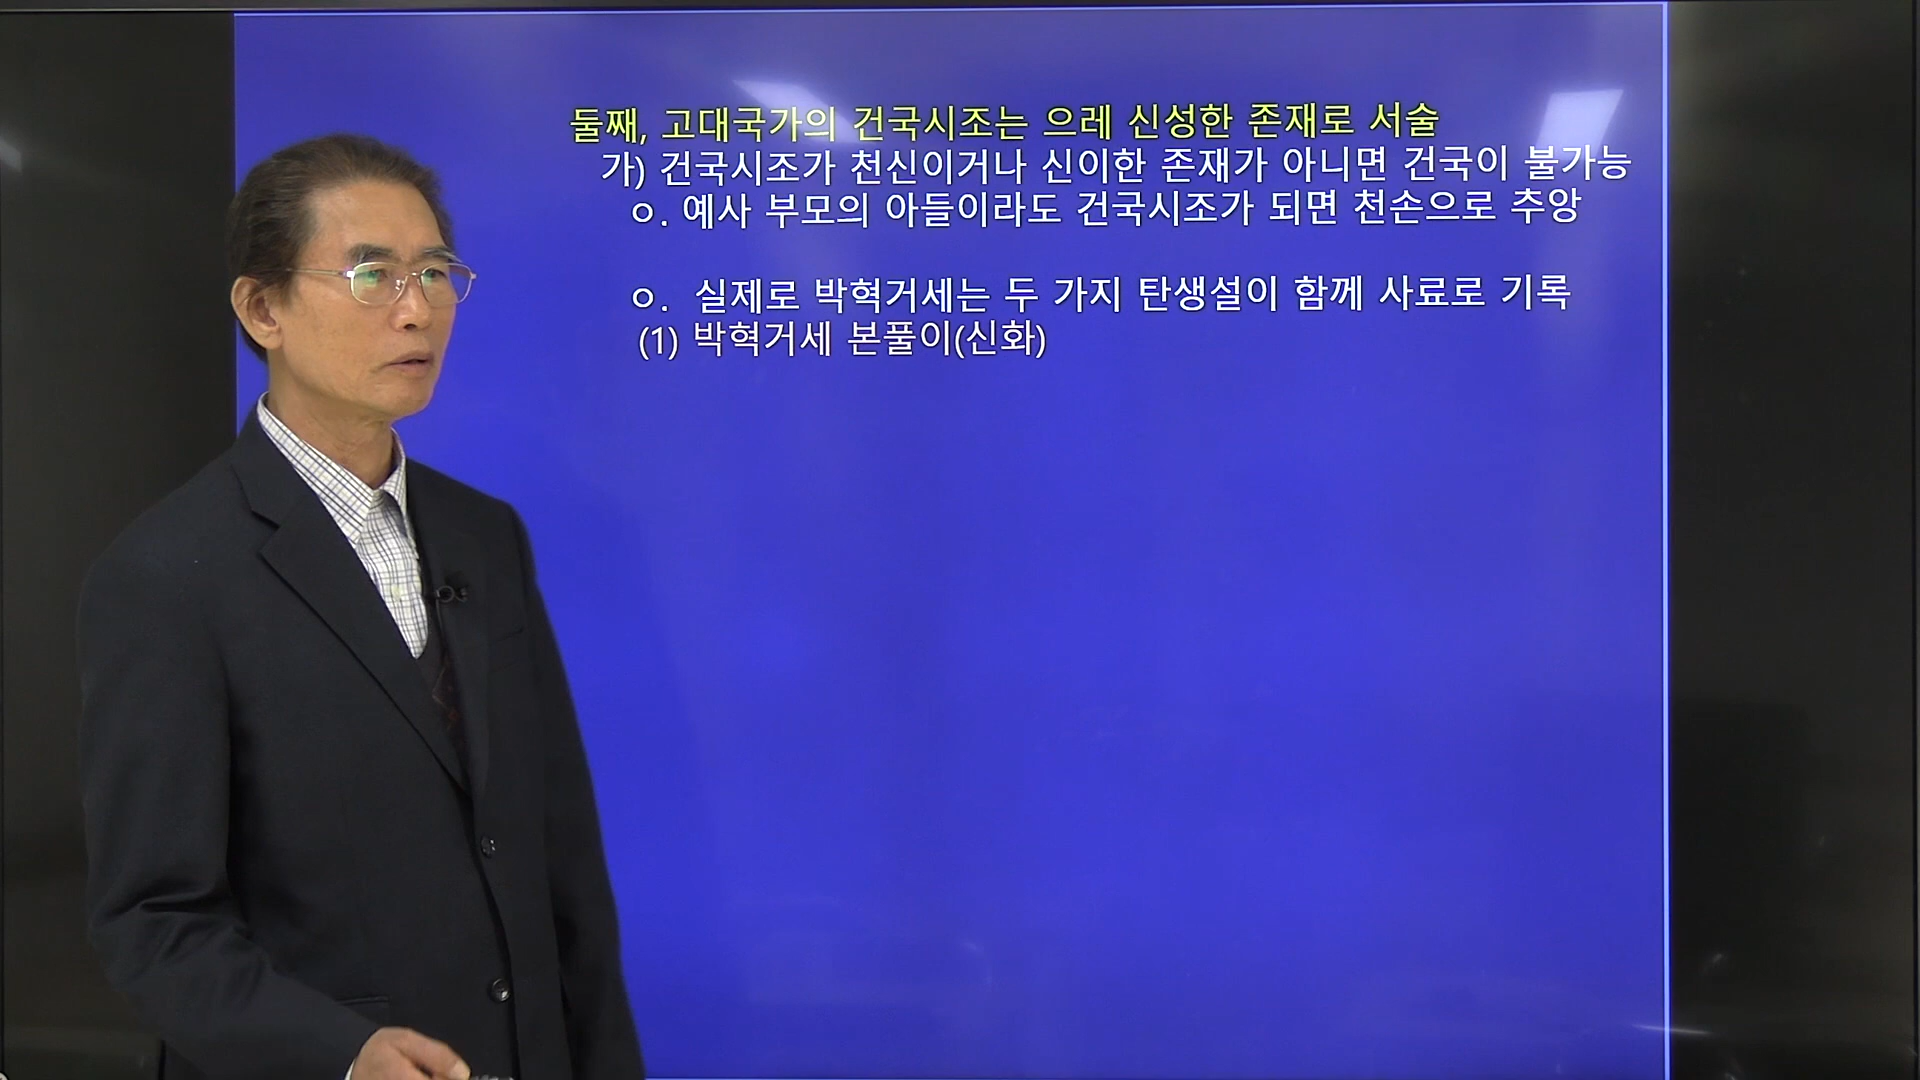 둘째, 고대국가의 건국시조는 으레 신성한 존재로 서술
가) 건국시조가 천신이거나 신이한 존재가 아니면 건국이 불가능
ㅇ. 예사 부모의 아들이라도 건국시조가 되면 천손으로 추앙
ㅇ. 실제로 박혁거세는 두 가지 탄생설이 함께 사료로 기록
(1) 박혁거세 본풀이(신화)